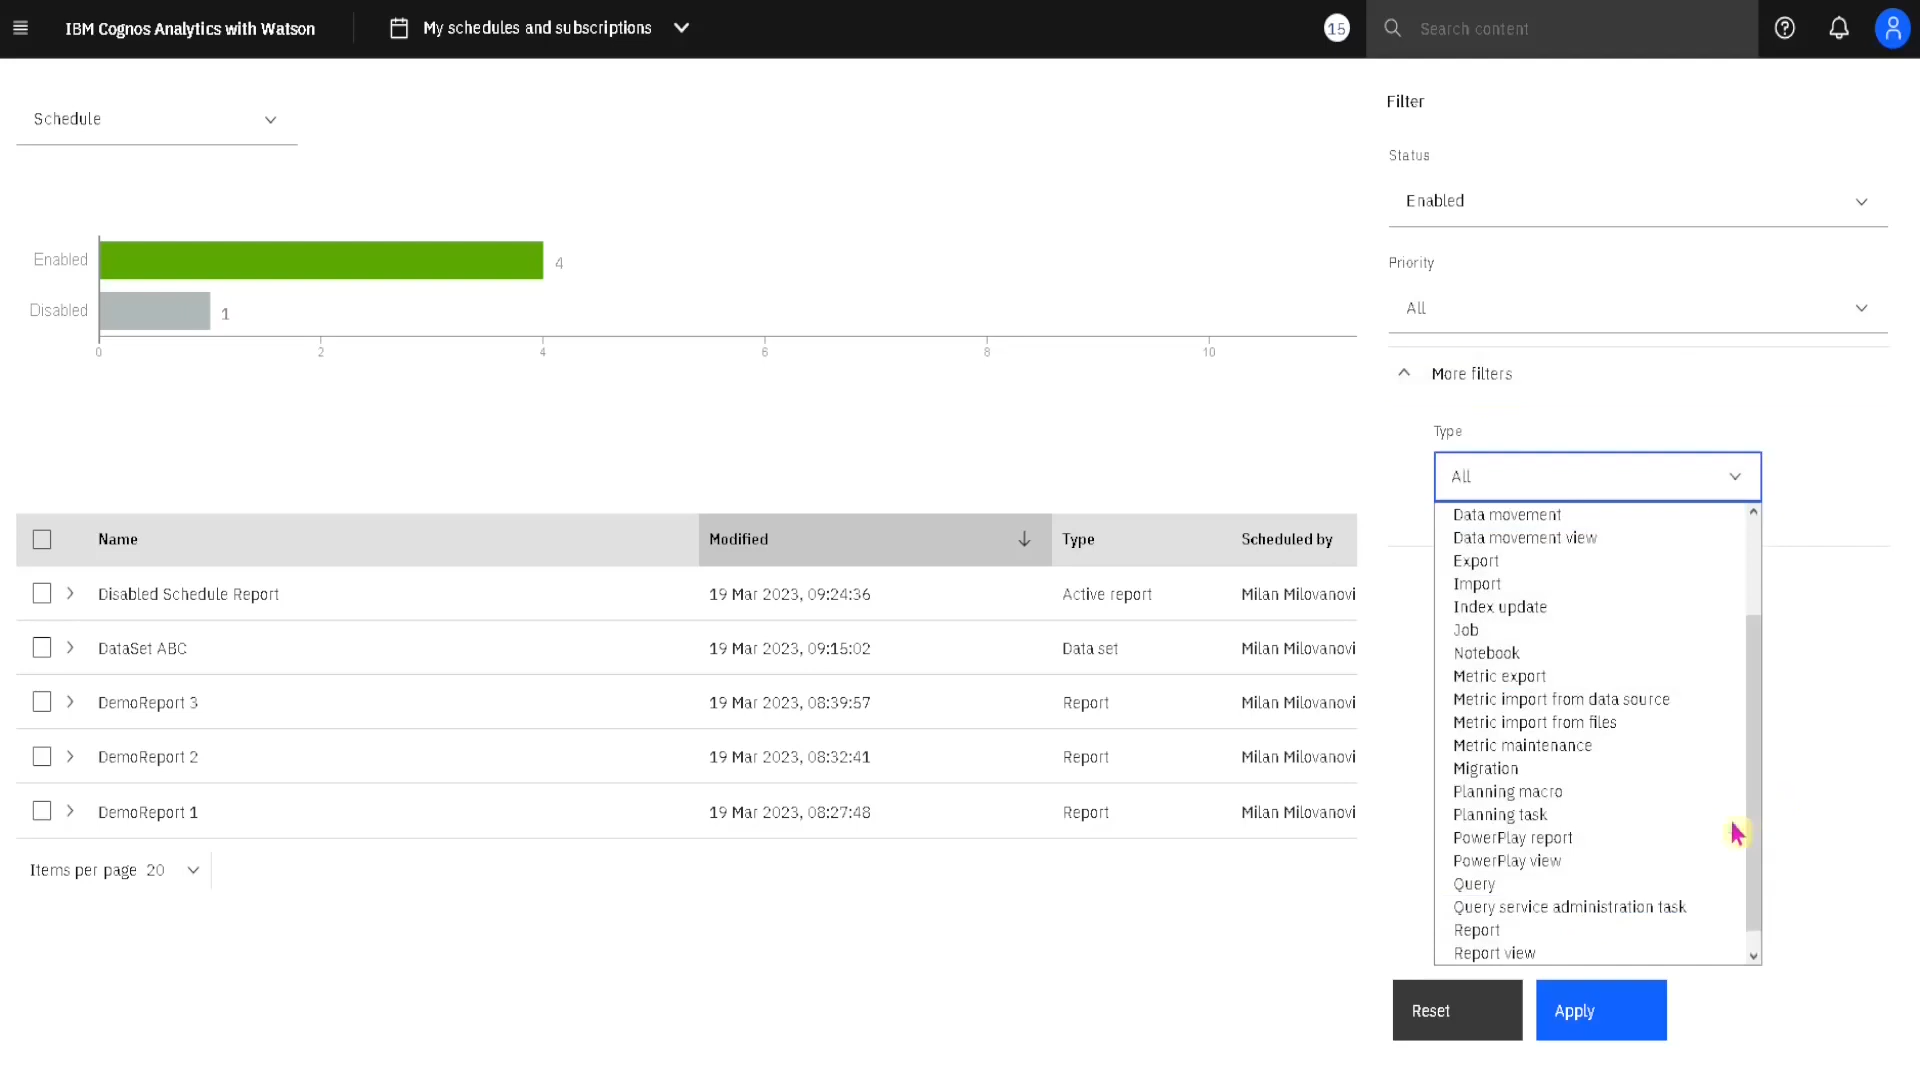 IBM Cognos Analytics with Watson
My schedules and subscriptions
15
Search content
Schedule
Enabled
4
Disabled
1
0 2 4 6 8 10
Filter
Status
Enabled
Priority
All
More filters
Type
All
Data movement
Data movement view
Export
Import
Index update
Job
Notebook
Metric export
Metric import from data source
Metric import from files
Metric maintenance
Migration
Planning macro
Planning task
PowerPlay report
PowerPlay view
Query
Query service administration task
Report
Report view
Reset
Apply
Name Modified Type Scheduled by
Disabled Schedule Report 19 Mar 2023, 09:24:36 Active report Milan Milovanovi
DataSet ABC 19 Mar 2023, 09:15:02 Data set Milan Milovanovi
DemoReport 3 19 Mar 2023, 08:39:57 Report Milan Milovanovi
DemoReport 2 19 Mar 2023, 08:32:41 Report Milan Milovanovi
DemoReport 1 19 Mar 2023, 08:27:48 Report Milan Milovanovi
Items per page 20